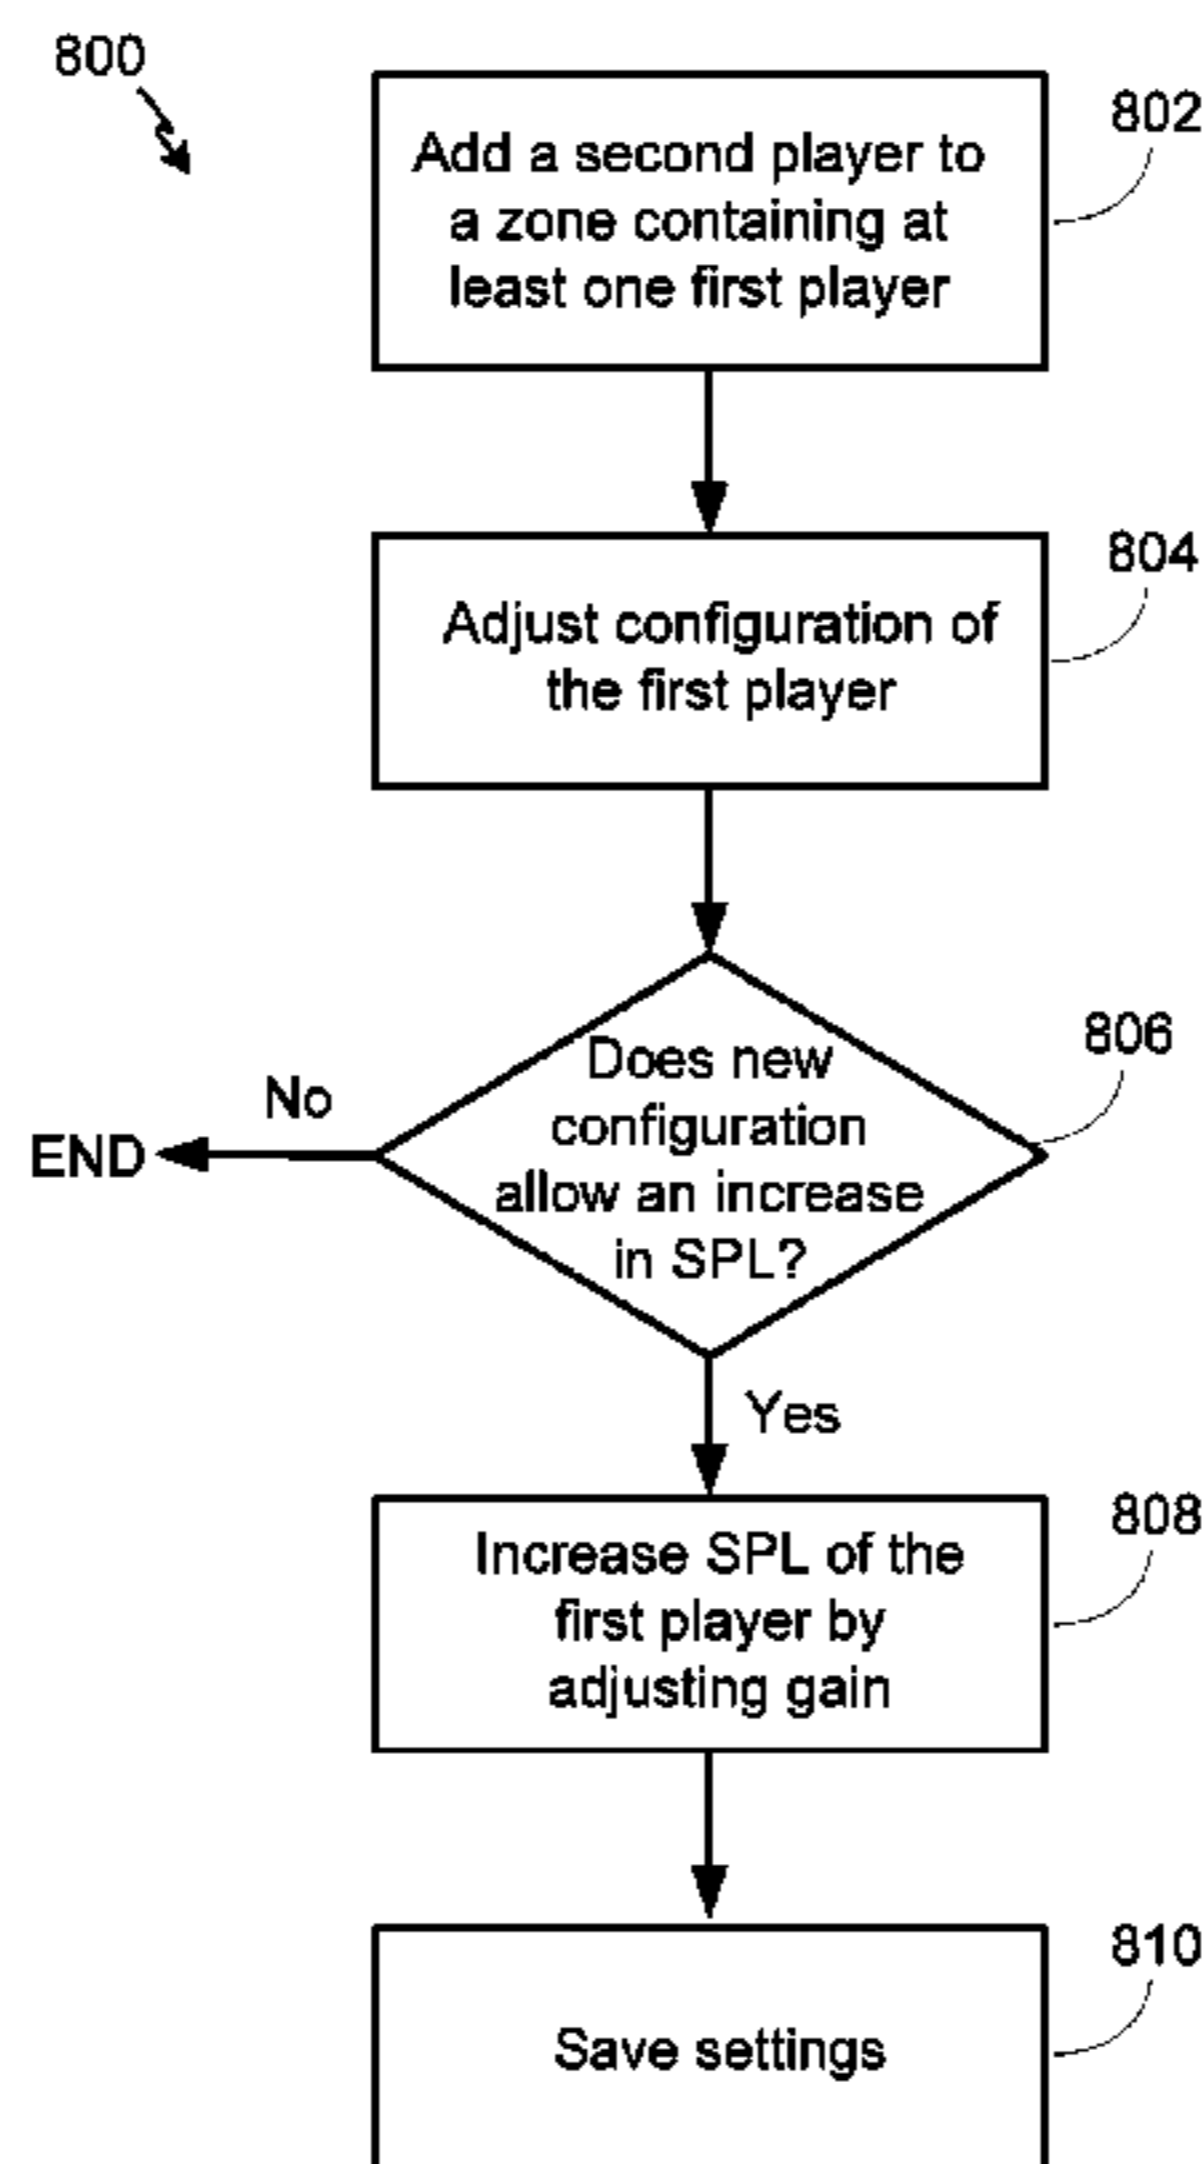 800
802
Add a second player to
a zone containing at
least one first player
804
Adjust configuration of
the first player
806
Does new
configuration
allow an increase
in SPL?
No
END
Yes
808
Increase SPL of the
first player by
adjusting gain
810
Save settings